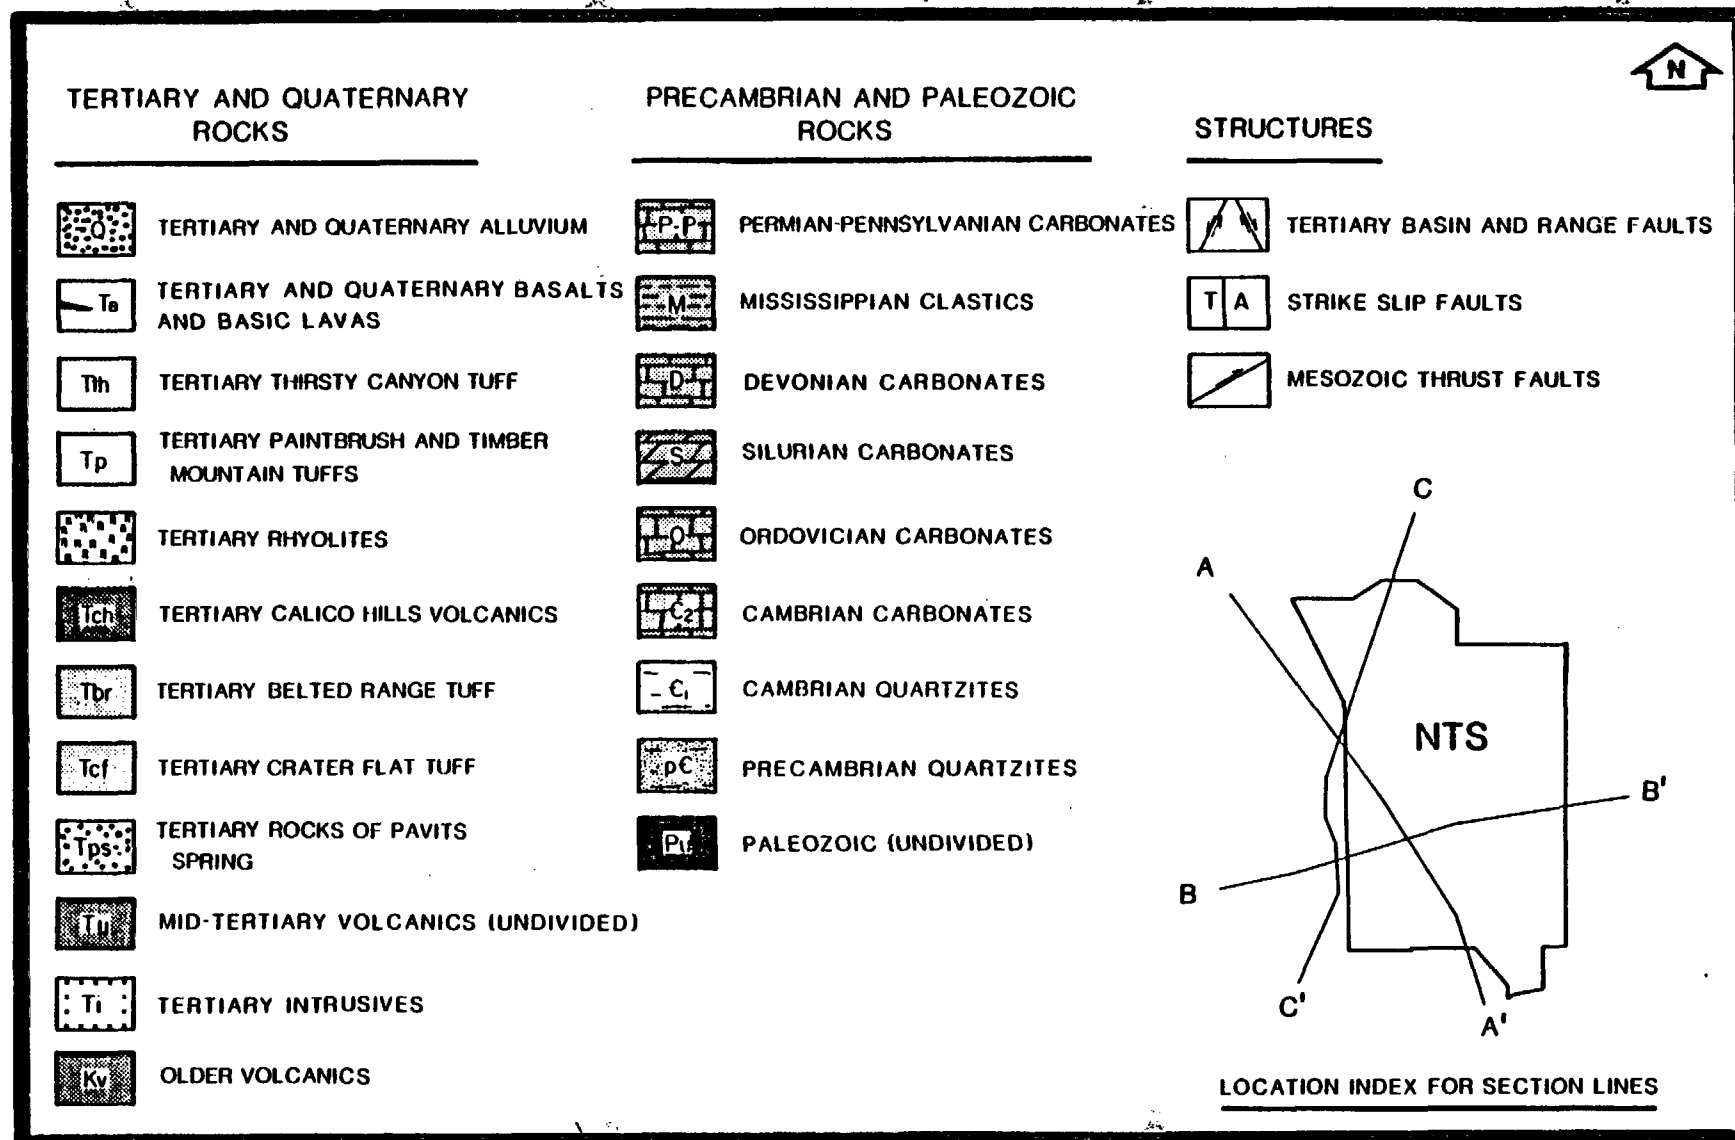 N
TERTIARY AND QUATERNARY
ROCKS
Q
TERTIARY AND QUATERNARY ALLUVIUM
Ta
TERTIARY AND QUATERNARY BASALTS
AND BASIC LAVAS
Tth
TERTIARY THIRSTY CANYON TUFF
Tp
TERTIARY PAINTBRUSH AND TIMBER
MOUNTAIN TUFFS
TERTIARY RHYOLITES
Tch
TERTIARY CALICO HILLS VOLCANICS
Tbr
TERTIARY BELTED RANGE TUFF
Tcf
TERTIARY CRATER FLAT TUFF
Tps
TERTIARY ROCKS OF PAVITS
SPRING
Tμ
MID-TERTIARY VOLCANICS (UNDIVIDED)
Ti
TERTIARY INTRUSIVES
Kv
OLDER VOLCANICS
PRECAMBRIAN AND PALEOZOIC
ROCKS
P-P
PERMIAN-PENNSYLVANIAN CARBONATES
M
MISSISSIPPIAN CLASTICS
D
DEVONIAN CARBONATES
S
SILURIAN CARBONATES
O
ORDOVICIAN CARBONATES
Є2
CAMBRIAN CARBONATES
Є1
CAMBRIAN QUARTZITES
pЄ
PRECAMBRIAN QUARTZITES
Pu
PALEOZOIC (UNDIVIDED)
STRUCTURES
TERTIARY BASIN AND RANGE FAULTS
T A
STRIKE SLIP FAULTS
MESOZOIC THRUST FAULTS
C
A
NTS
B'
B
C'
A'
LOCATION INDEX FOR SECTION LINES